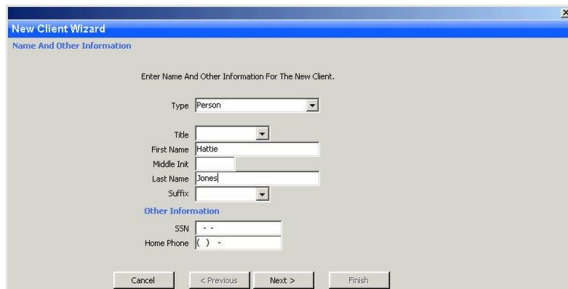 New Client Wizard
Name And Other Information
Enter Name And Other Information For The New Client.
Type Person
Title
First Name Hattie
Middle Init
Last Name Jones
Suffix
Other Information
SSN - -
Home Phone ( ) -
Cancel < Previous Next > Finish